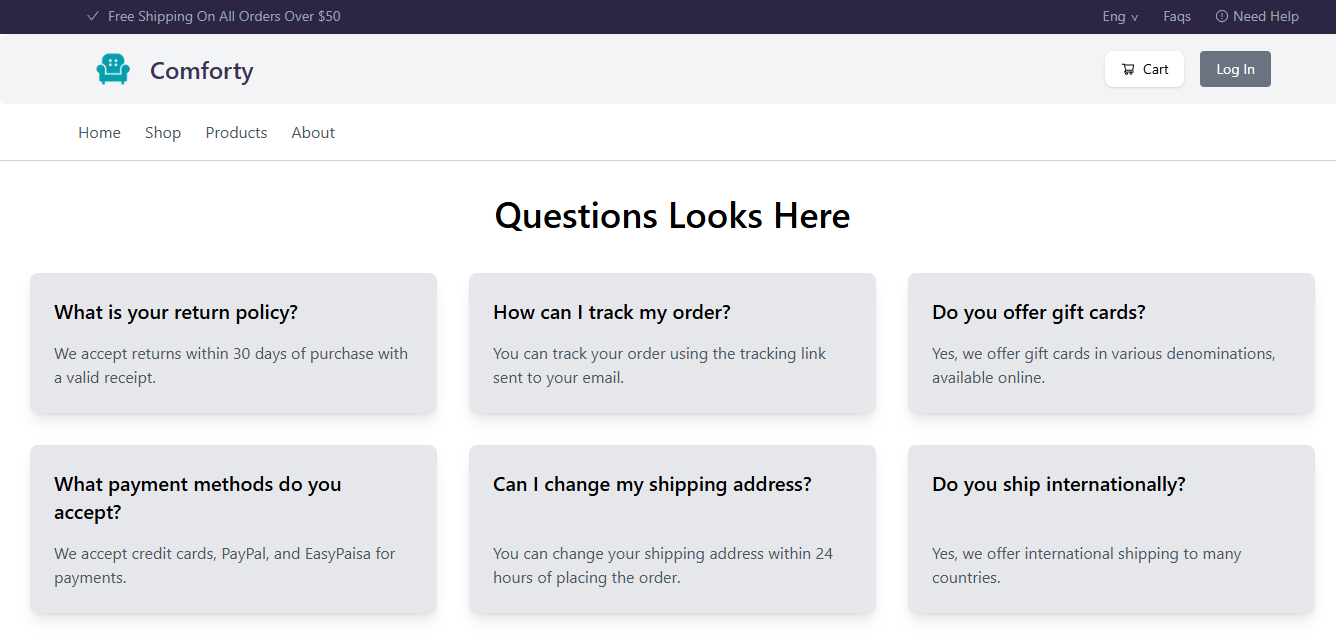 Free Shipping On All Orders Over $50
Eng v
Faqs
Need Help
Comforty
Cart
Log In
Home
Shop
Products
About
Questions Looks Here
What is your return policy?
We accept returns within 30 days of purchase with
a valid receipt.
How can I track my order?
You can track your order using the tracking link
sent to your email.
Do you offer gift cards?
Yes, we offer gift cards in various denominations,
available online.
What payment methods do you
accept?
We accept credit cards, PayPal, and EasyPaisa for
payments.
Can I change my shipping address?
You can change your shipping address within 24
hours of placing the order.
Do you ship internationally?
Yes, we offer international shipping to many
countries.